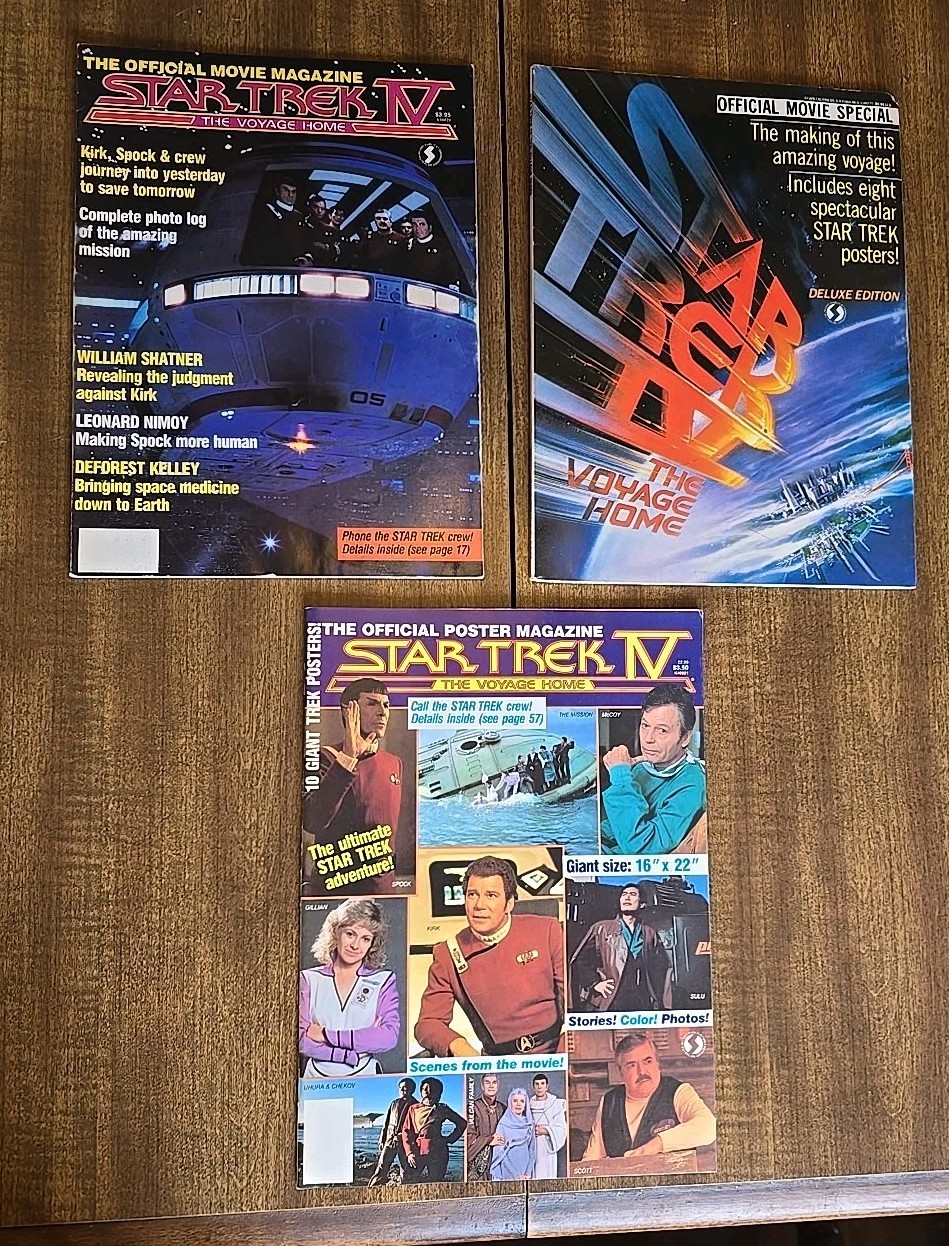 THE OFFICIAL MOVIE MAGAZINE
STAR TREK IV
THE VOYAGE HOME
$3.95
Kirk, Spock & crew
journey into yesterday
to save tomorrow
Complete photo log
of the amazing
mission
05
WILLIAM SHATNER
Revealing the judgment
against Kirk
LEONARD NIMOY
Making Spock more human
DEFOREST KELLEY
Bringing space medicine
down to Earth
Phone the STAR TREK crew!
Details inside (see page 17)
OFFICIAL MOVIE SPECIAL
The making of this
amazing voyage!
Includes eight
spectacular
STAR TREK
posters!
DELUXE EDITION
STAR
TREK
IV
THE
VOYAGE
HOME
10 GIANT TREK POSTERS!
THE OFFICIAL POSTER MAGAZINE
STAR TREK IV
THE VOYAGE HOME
$3.50
Call the STAR TREK crew!
Details inside (see page 57)
THE MISSION
McCOY
The ultimate
STAR TREK
adventure!
SPOCK
Giant size: 16" x 22"
GILLIAN
KIRK
SULU
Stories! Color! Photos!
Scenes from the movie!
UHURA & CHEKOV
VULCAN FAMILY
SCOTT